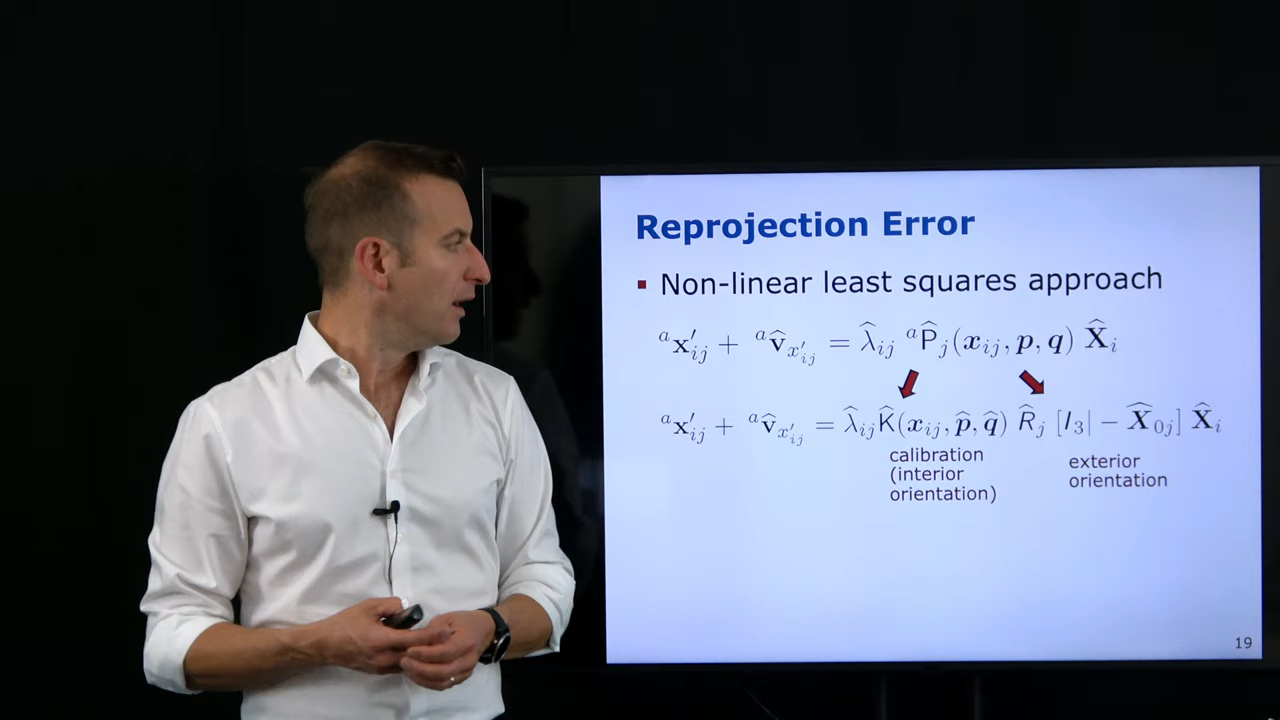 Reprojection Error
▪ Non-linear least squares approach
ᵃx′ᵢⱼ + ᵃv̂_{x′ᵢⱼ} = λ̂ᵢⱼ ᵃP̂ⱼ(xᵢⱼ, p, q) X̂ᵢ
ᵃx′ᵢⱼ + ᵃv̂_{x′ᵢⱼ} = λ̂ᵢⱼK̂(xᵢⱼ, p̂, q̂) R̂ⱼ [I₃| − X̂₀ⱼ] X̂ᵢ
calibration
(interior
orientation)
exterior
orientation
19